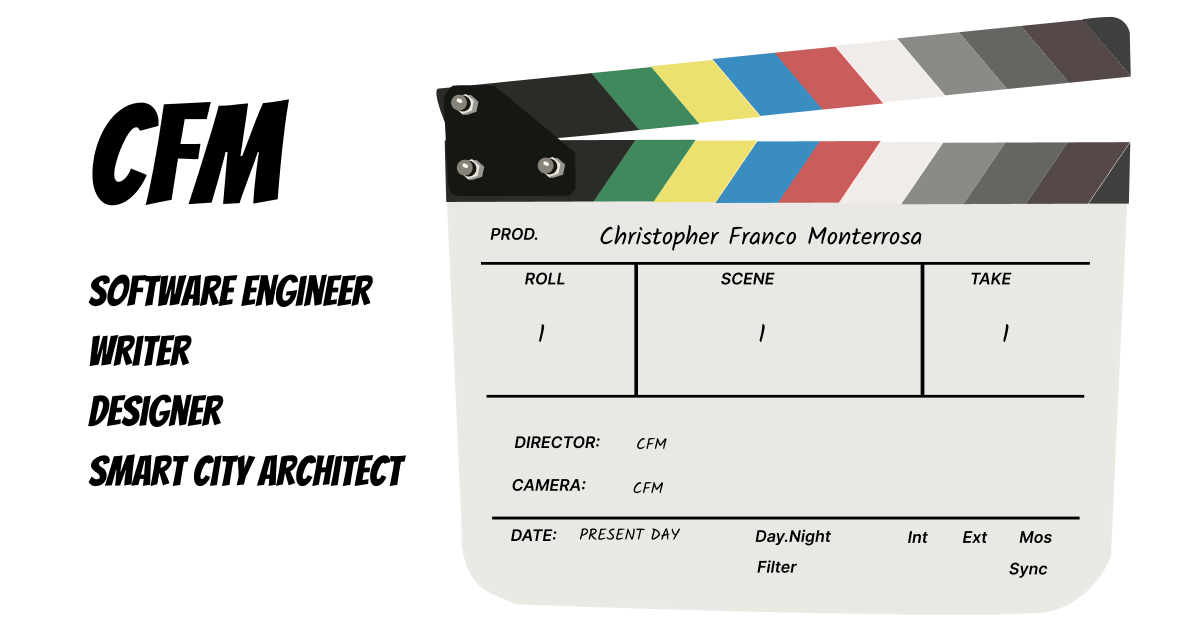 CFM
SOFTWARE ENGINEER
WRITER
DESIGNER
SMART CITY ARCHITECT
PROD. Christopher Franco Monterrosa
ROLL SCENE TAKE
1 1 1
DIRECTOR: CFM
CAMERA: CFM
DATE: PRESENT DAY Day.Night Int Ext Mos
Filter Sync